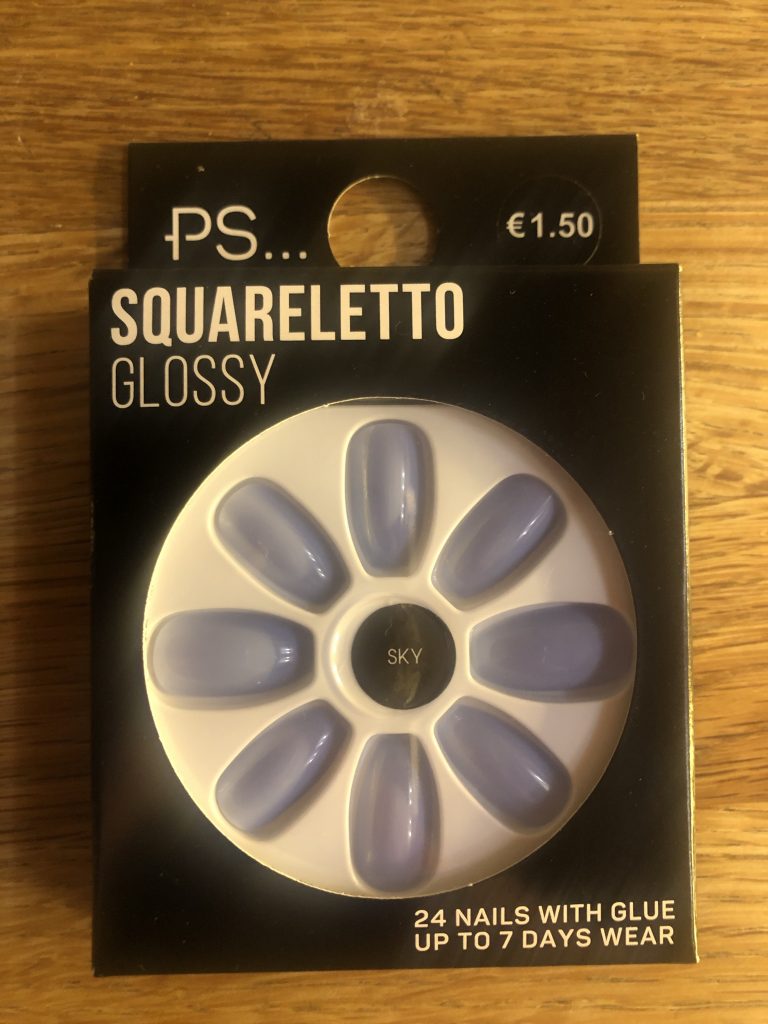 PS...
€1.50
SQUARELETTO
GLOSSY
SKY
24 NAILS WITH GLUE
UP TO 7 DAYS WEAR